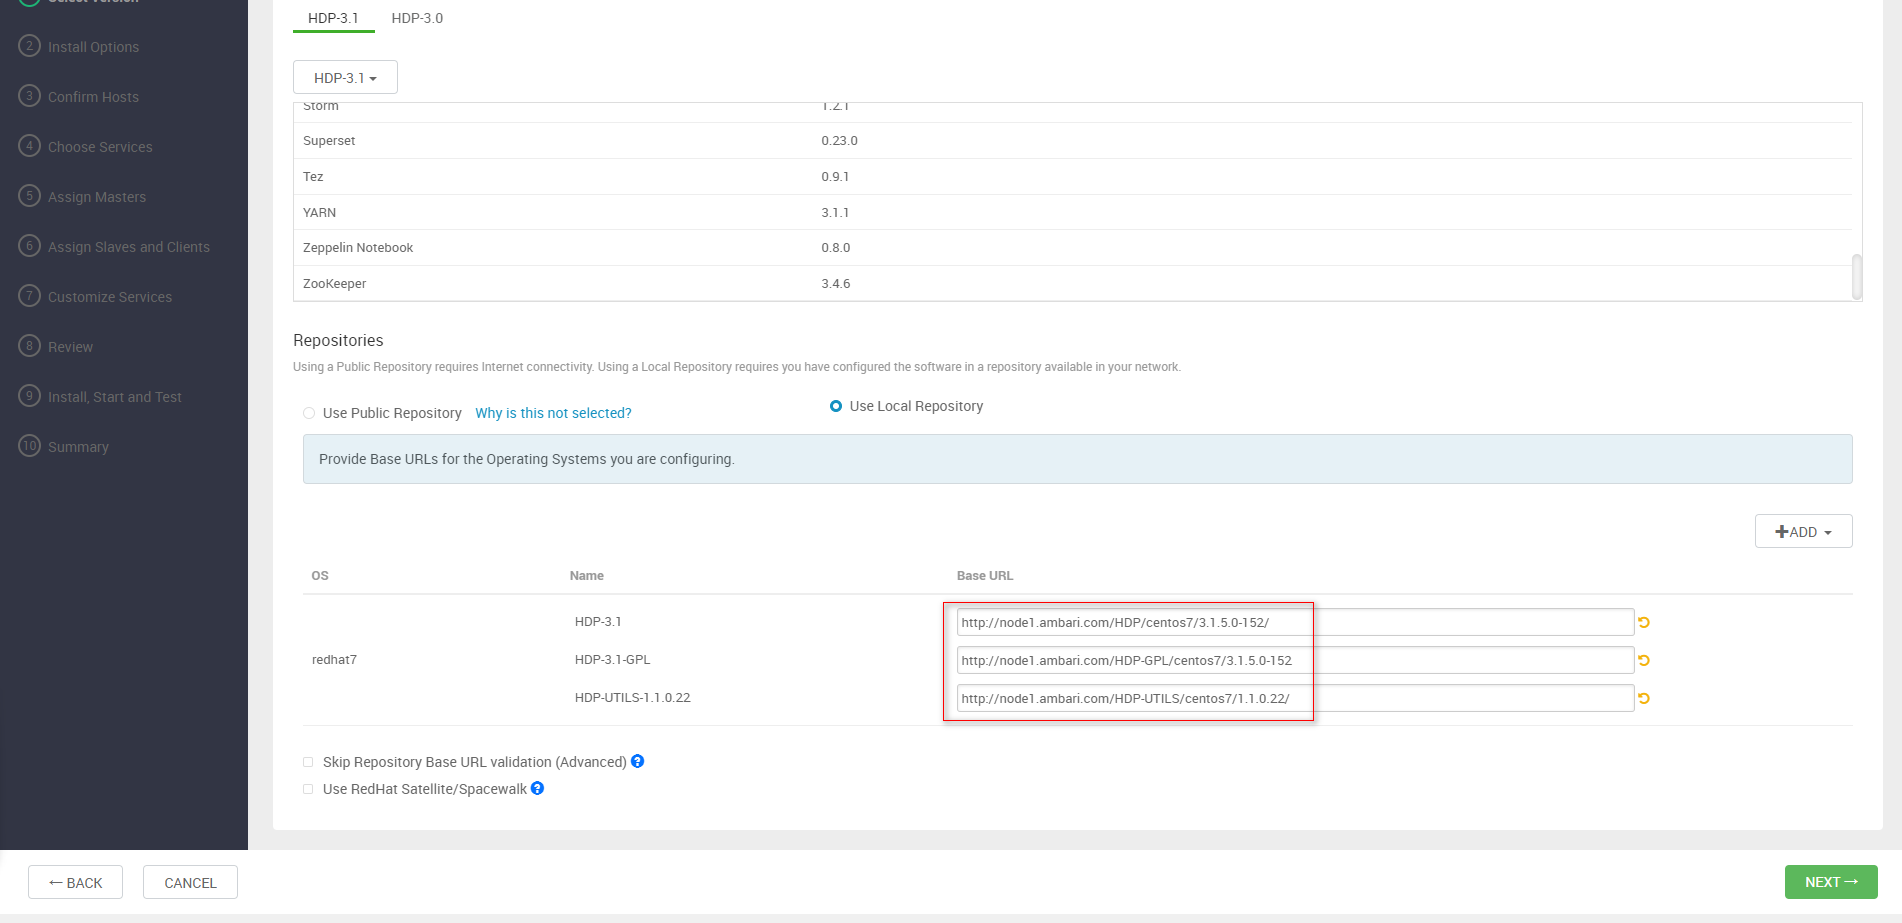 Select Version
2 Install Options
3 Confirm Hosts
4 Choose Services
5 Assign Masters
6 Assign Slaves and Clients
7 Customize Services
8 Review
9 Install, Start and Test
10 Summary
HDP-3.1 HDP-3.0
HDP-3.1
Storm 1.2.1
Superset 0.23.0
Tez 0.9.1
YARN 3.1.1
Zeppelin Notebook 0.8.0
ZooKeeper 3.4.6
Repositories
Using a Public Repository requires Internet connectivity. Using a Local Repository requires you have configured the software in a repository available in your network.
Use Public Repository Why is this not selected? Use Local Repository
Provide Base URLs for the Operating Systems you are configuring.
ADD
OS Name Base URL
HDP-3.1 http://node1.ambari.com/HDP/centos7/3.1.5.0-152/
redhat7 HDP-3.1-GPL http://node1.ambari.com/HDP-GPL/centos7/3.1.5.0-152
HDP-UTILS-1.1.0.22 http://node1.ambari.com/HDP-UTILS/centos7/1.1.0.22/
Skip Repository Base URL validation (Advanced) ?
Use RedHat Satellite/Spacewalk ?
← BACK CANCEL NEXT →